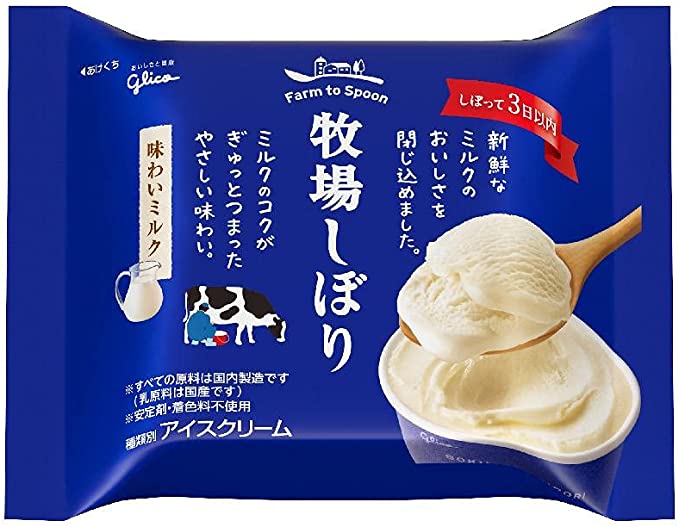 ◀あけくち
おいしさと健康
Glico
Farm to Spoon
牧場しぼり
しぼって3日以内
新鮮な
ミルクの
おいしさを
閉じ込めました。
ミルクのコクが
ぎゅっとつまった
やさしい味わい。
味わいミルク
※すべての原料は国内製造です
(乳原料は国産です)
※安定剤・着色料不使用
種類別 アイスクリーム
Glico